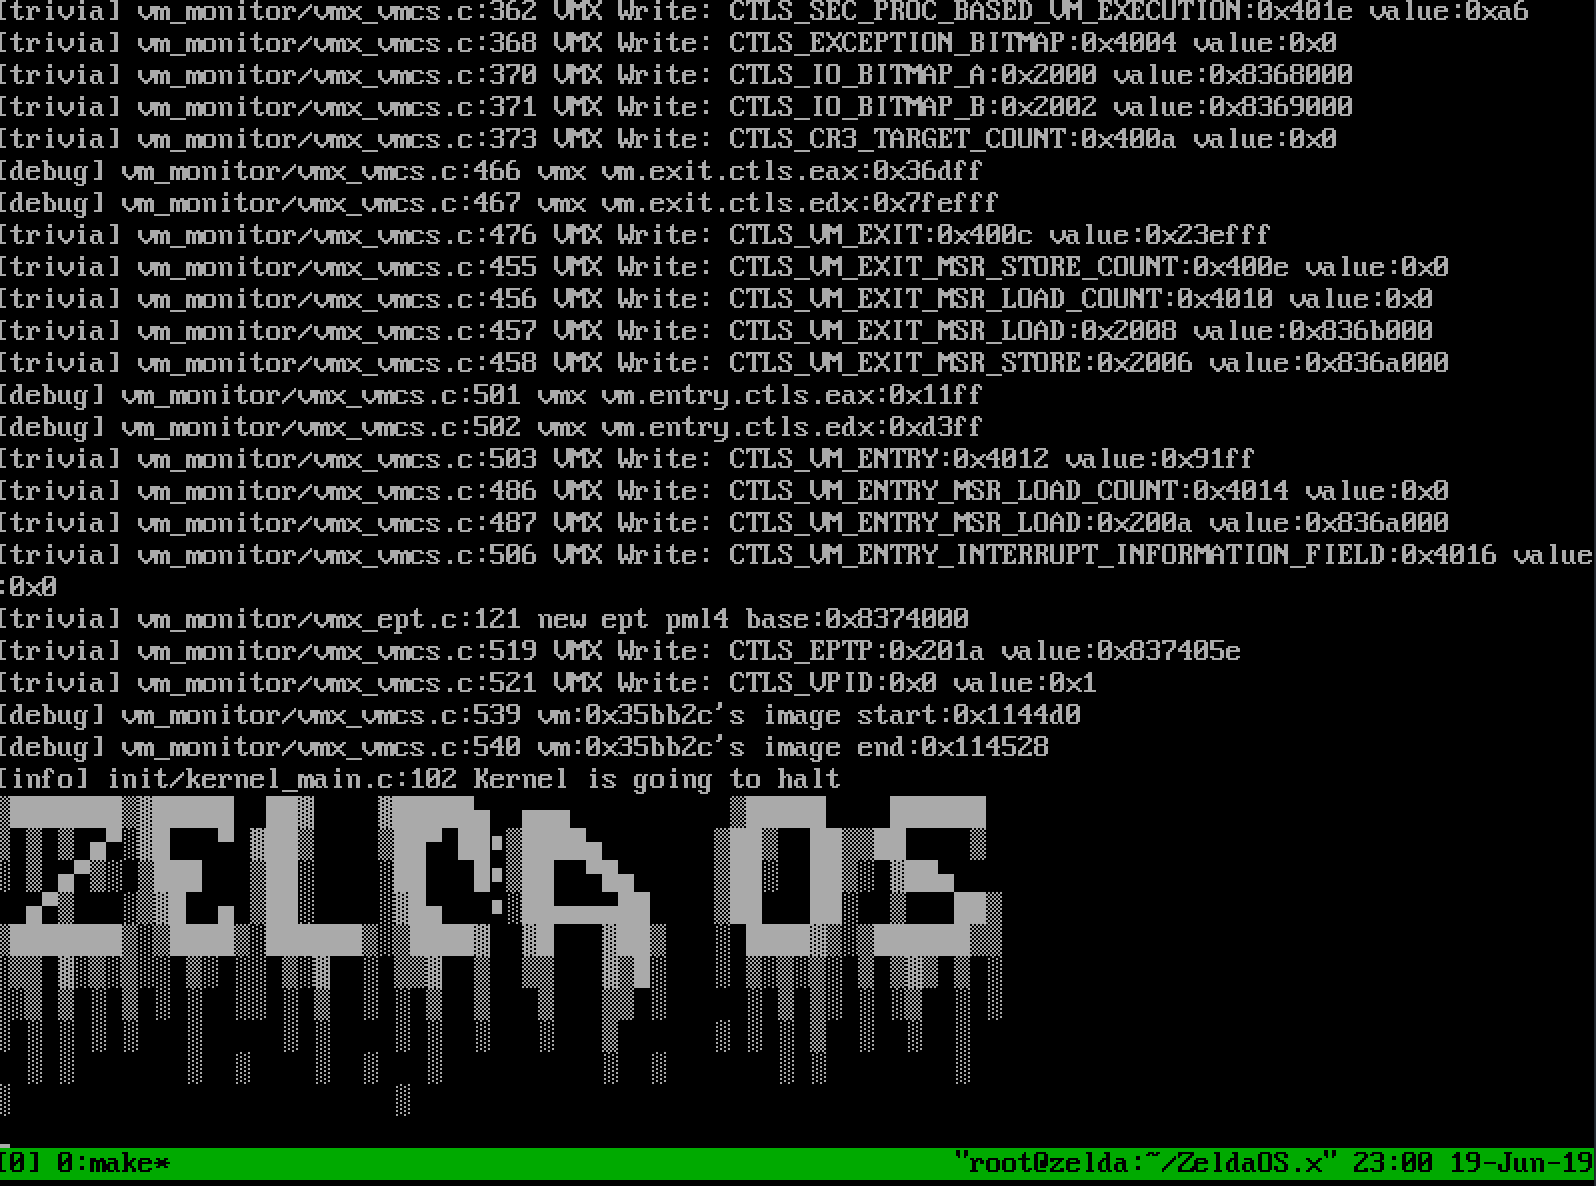 [trivia] vm_monitor/vmx_vmcs.c:362 VMX Write: CTLS_SEC_PROC_BASED_VM_EXECUTION:0x401e value:0xa6
[trivia] vm_monitor/vmx_vmcs.c:368 VMX Write: CTLS_EXCEPTION_BITMAP:0x4004 value:0x0
[trivia] vm_monitor/vmx_vmcs.c:370 VMX Write: CTLS_IO_BITMAP_A:0x2000 value:0x8368000
[trivia] vm_monitor/vmx_vmcs.c:371 VMX Write: CTLS_IO_BITMAP_B:0x2002 value:0x8369000
[trivia] vm_monitor/vmx_vmcs.c:373 VMX Write: CTLS_CR3_TARGET_COUNT:0x400a value:0x0
[debug] vm_monitor/vmx_vmcs.c:466 vmx vm.exit.ctls.eax:0x36dff
[debug] vm_monitor/vmx_vmcs.c:467 vmx vm.exit.ctls.edx:0x7fefff
[trivia] vm_monitor/vmx_vmcs.c:476 VMX Write: CTLS_VM_EXIT:0x400c value:0x23efff
[trivia] vm_monitor/vmx_vmcs.c:455 VMX Write: CTLS_VM_EXIT_MSR_STORE_COUNT:0x400e value:0x0
[trivia] vm_monitor/vmx_vmcs.c:456 VMX Write: CTLS_VM_EXIT_MSR_LOAD_COUNT:0x4010 value:0x0
[trivia] vm_monitor/vmx_vmcs.c:457 VMX Write: CTLS_VM_EXIT_MSR_LOAD:0x2008 value:0x836b000
[trivia] vm_monitor/vmx_vmcs.c:458 VMX Write: CTLS_VM_EXIT_MSR_STORE:0x2006 value:0x836a000
[debug] vm_monitor/vmx_vmcs.c:501 vmx vm.entry.ctls.eax:0x11ff
[debug] vm_monitor/vmx_vmcs.c:502 vmx vm.entry.ctls.edx:0xd3ff
[trivia] vm_monitor/vmx_vmcs.c:503 VMX Write: CTLS_VM_ENTRY:0x4012 value:0x91ff
[trivia] vm_monitor/vmx_vmcs.c:486 VMX Write: CTLS_VM_ENTRY_MSR_LOAD_COUNT:0x4014 value:0x0
[trivia] vm_monitor/vmx_vmcs.c:487 VMX Write: CTLS_VM_ENTRY_MSR_LOAD:0x200a value:0x836a000
[trivia] vm_monitor/vmx_vmcs.c:506 VMX Write: CTLS_VM_ENTRY_INTERRUPT_INFORMATION_FIELD:0x4016 value
:0x0
[trivia] vm_monitor/vmx_ept.c:121 new ept pml4 base:0x8374000
[trivia] vm_monitor/vmx_vmcs.c:519 VMX Write: CTLS_EPTP:0x201a value:0x837405e
[trivia] vm_monitor/vmx_vmcs.c:521 VMX Write: CTLS_VPID:0x0 value:0x1
[debug] vm_monitor/vmx_vmcs.c:539 vm:0x35bb2c's image start:0x1144d0
[debug] vm_monitor/vmx_vmcs.c:540 vm:0x35bb2c's image end:0x114528
[info] init/kernel_main.c:102 Kernel is going to halt
ZELDA OS
[0] 0:make* "root@zelda:~/ZeldaOS.x" 23:00 19-Jun-19